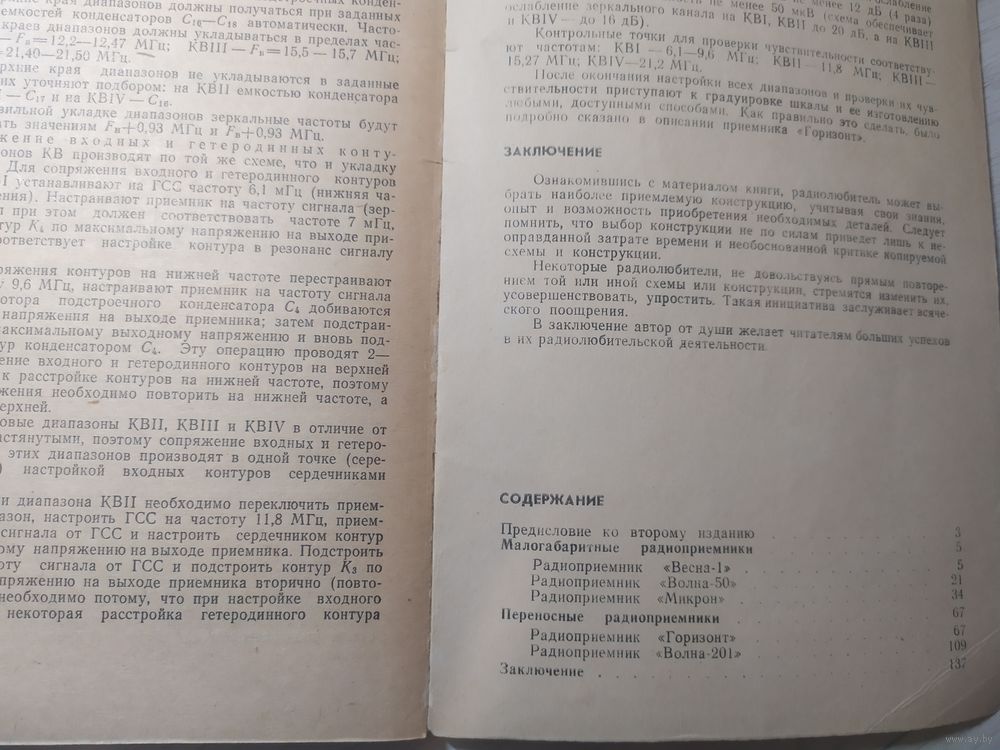 ния края диапазонов должны получаться при заданных
емкостей конденсаторов C₁₆—C₁₈ автоматически. Часто-
краев диапазонов должны укладываться в пределах час-
— Fв=12,2—12,47 МГц; КВIII—Fв=15,5—15,7 МГц;
=21,40—21,50 МГц.
рхние края диапазонов не укладываются в заданные
их уточняют подбором: на КВII емкостью конденсатора
I — C₁₇ и на КВIV—C₁₆.
вильной укладке диапазонов зеркальные частоты будут
ать значениям Fн+0,93 МГц и Fв+0,93 МГц.
жение входных и гетеродинных конту-
онов КВ производят по той же схеме, что и укладку
Для сопряжения входного и гетеродинного контуров
I устанавливают на ГСС частоту 6,1 мГц (нижняя ча-
ения). Настраивают приемник на частоту сигнала (зер-
л при этом должен соответствовать частоте 7 мГц,
тур K₄ по максимальному напряжению на выходе при-
оответствует настройке контура в резонанс сигналу
ряжения контуров на нижней частоте перестраивают
у 9,6 МГц, настраивают приемник на частоту сигнала
отора подстроечного конденсатора C₄ добиваются
напряжения на выходе приемника; затем подстраи-
аксимальному выходному напряжению и вновь под-
ур конденсатором C₄. Эту операцию проводят 2—
ение входного и гетеродинного контуров на верхней
к расстройке контуров на нижней частоте, поэтому
жения необходимо повторить на нижней частоте, а
ерхней.
овые диапазоны КВII, КВIII и КВIV в отличие от
астянутыми, поэтому сопряжение входных и гетеро-
этих диапазонов производят в одной точке (сере-
) настройкой входных контуров сердечниками
и диапазона КВII необходимо переключить прием-
азон, настроить ГСС на частоту 11,8 МГц, прием-
сигнала от ГСС и настроить сердечником контур
ому напряжению на выходе приемника. Подстроить
оту сигнала от ГСС и подстроить контур K₃ по
пряжению на выходе приемника вторично (повто-
необходимо потому, что при настройке входного
некоторая расстройка гетеродинного контура
не менее 50 мкВ (схема обеспечивает
ослабление зеркального канала на КВI, КВII до 20 дБ, а на КВIII
и КВIV — до 16 дБ).
Контрольные точки для проверки чувствительности соответству-
ют частотам: КВI — 6,1—9,6 МГц; КВII—11,8 МГц; КВIII—
15,27 МГц; КВIV—21,2 МГц.
После окончания настройки всех диапазонов и проверки их чув-
ствительности приступают к градуировке шкалы и ее изготовлению
любыми, доступными способами. Как правильно это сделать, было
подробно сказано в описании приемника «Горизонт».
ЗАКЛЮЧЕНИЕ
Ознакомившись с материалом книги, радиолюбитель может вы-
брать наиболее приемлемую конструкцию, учитывая свои знания,
опыт и возможность приобретения необходимых деталей. Следует
помнить, что выбор конструкции не по силам приведет лишь к не-
оправданной затрате времени и необоснованной критике копируемой
схемы и конструкции.
Некоторые радиолюбители, не довольствуясь прямым повторе-
нием той или иной схемы или конструкции, стремятся изменить их,
усовершенствовать, упростить. Такая инициатива заслуживает всяче-
ского поощрения.
В заключение автор от души желает читателям больших успехов
в их радиолюбительской деятельности.
СОДЕРЖАНИЕ
Предисловие ко второму изданию . . . . . 3
Малогабаритные радиоприемники . . . . . 5
Радиоприемник «Весна-1» . . . . . 5
Радиоприемник «Волна-50» . . . . . 21
Радиоприемник «Микрон» . . . . . 34
Переносные радиоприемники . . . . . 67
Радиоприемник «Горизонт» . . . . . 67
Радиоприемник «Волна-201» . . . . . 109
Заключение . . . . . 137
www.ay.by